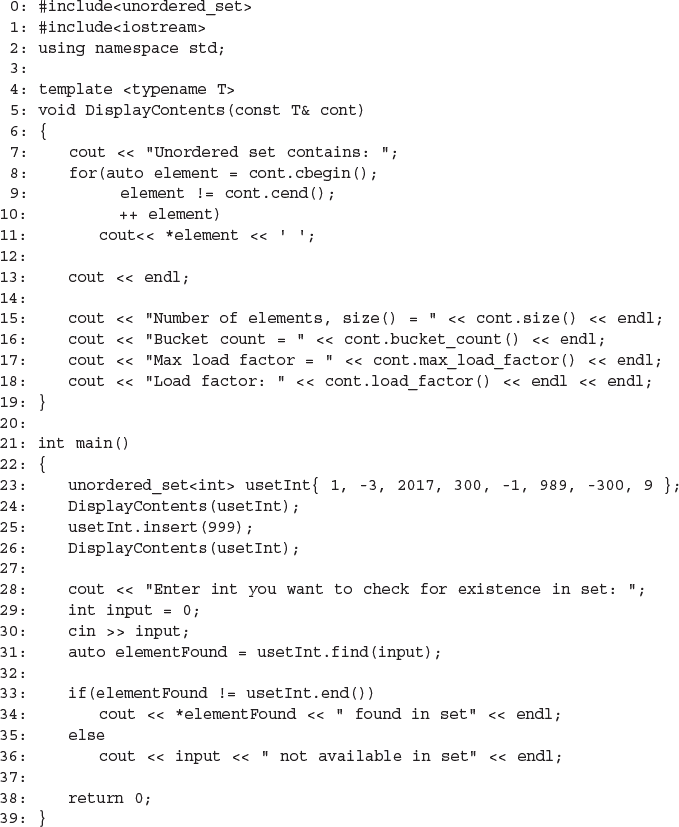 0: #include<unordered_set>
1: #include<iostream>
2: using namespace std;
3:
4: template <typename T>
5: void DisplayContents(const T& cont)
6: {
7:    cout << "Unordered set contains: ";
8:    for(auto element = cont.cbegin();
9:         element != cont.cend();
10:         ++ element)
11:       cout<< *element << ' ';
12:
13:    cout << endl;
14:
15:    cout << "Number of elements, size() = " << cont.size() << endl;
16:    cout << "Bucket count = " << cont.bucket_count() << endl;
17:    cout << "Max load factor = " << cont.max_load_factor() << endl;
18:    cout << "Load factor: " << cont.load_factor() << endl << endl;
19: }
20:
21: int main()
22: {
23:    unordered_set<int> usetInt{ 1, -3, 2017, 300, -1, 989, -300, 9 };
24:    DisplayContents(usetInt);
25:    usetInt.insert(999);
26:    DisplayContents(usetInt);
27:
28:    cout << "Enter int you want to check for existence in set: ";
29:    int input = 0;
30:    cin >> input;
31:    auto elementFound = usetInt.find(input);
32:
33:    if(elementFound != usetInt.end())
34:       cout << *elementFound << " found in set" << endl;
35:    else
36:       cout << input << " not available in set" << endl;
37:
38:    return 0;
39: }